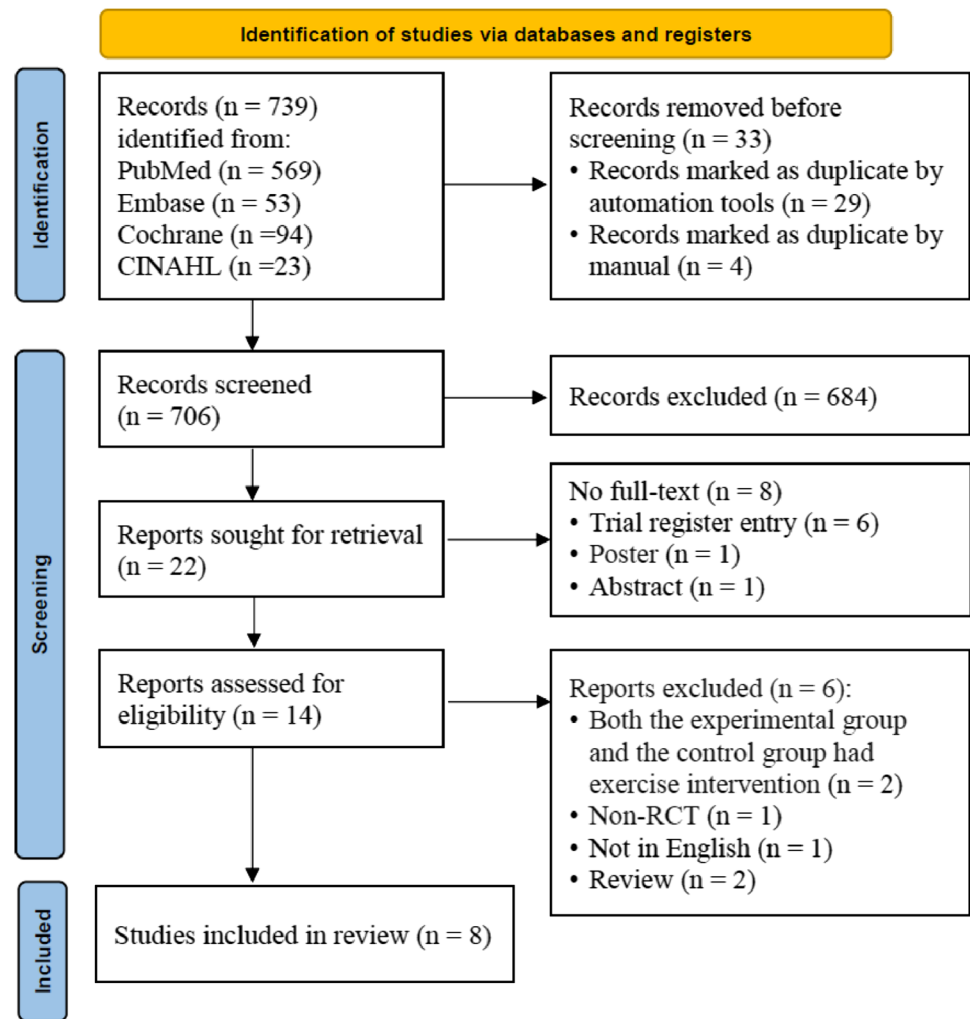 Identification of studies via databases and registers
Identification
Records (n = 739)
identified from:
PubMed (n = 569)
Embase (n = 53)
Cochrane (n =94)
CINAHL (n =23)
Records removed before
screening (n = 33)
• Records marked as duplicate by
automation tools (n = 29)
• Records marked as duplicate by
manual (n = 4)
Screening
Records screened
(n = 706)
Records excluded (n = 684)
Reports sought for retrieval
(n = 22)
No full-text (n = 8)
• Trial register entry (n = 6)
• Poster (n = 1)
• Abstract (n = 1)
Reports assessed for
eligibility (n = 14)
Reports excluded (n = 6):
• Both the experimental group
and the control group had
exercise intervention (n = 2)
• Non-RCT (n = 1)
• Not in English (n = 1)
• Review (n = 2)
Included
Studies included in review (n = 8)